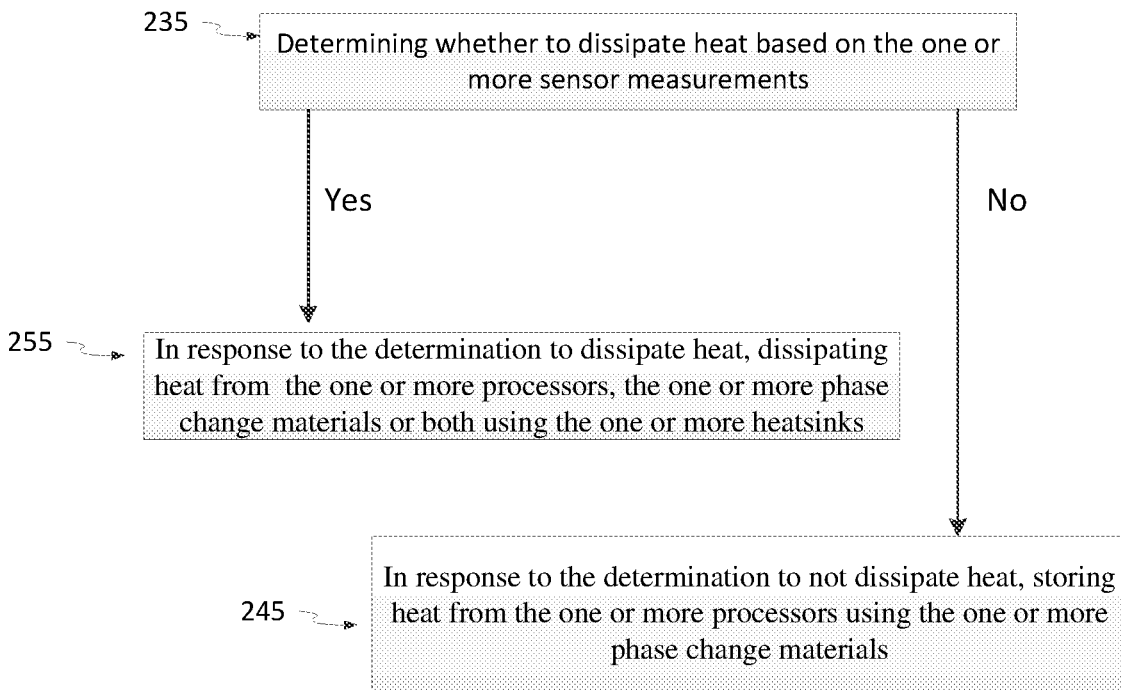 235
Determining whether to dissipate heat based on the one or
more sensor measurements
Yes
No
255
In response to the determination to dissipate heat, dissipating
heat from the one or more processors, the one or more phase
change materials or both using the one or more heatsinks
245
In response to the determination to not dissipate heat, storing
heat from the one or more processors using the one or more
phase change materials